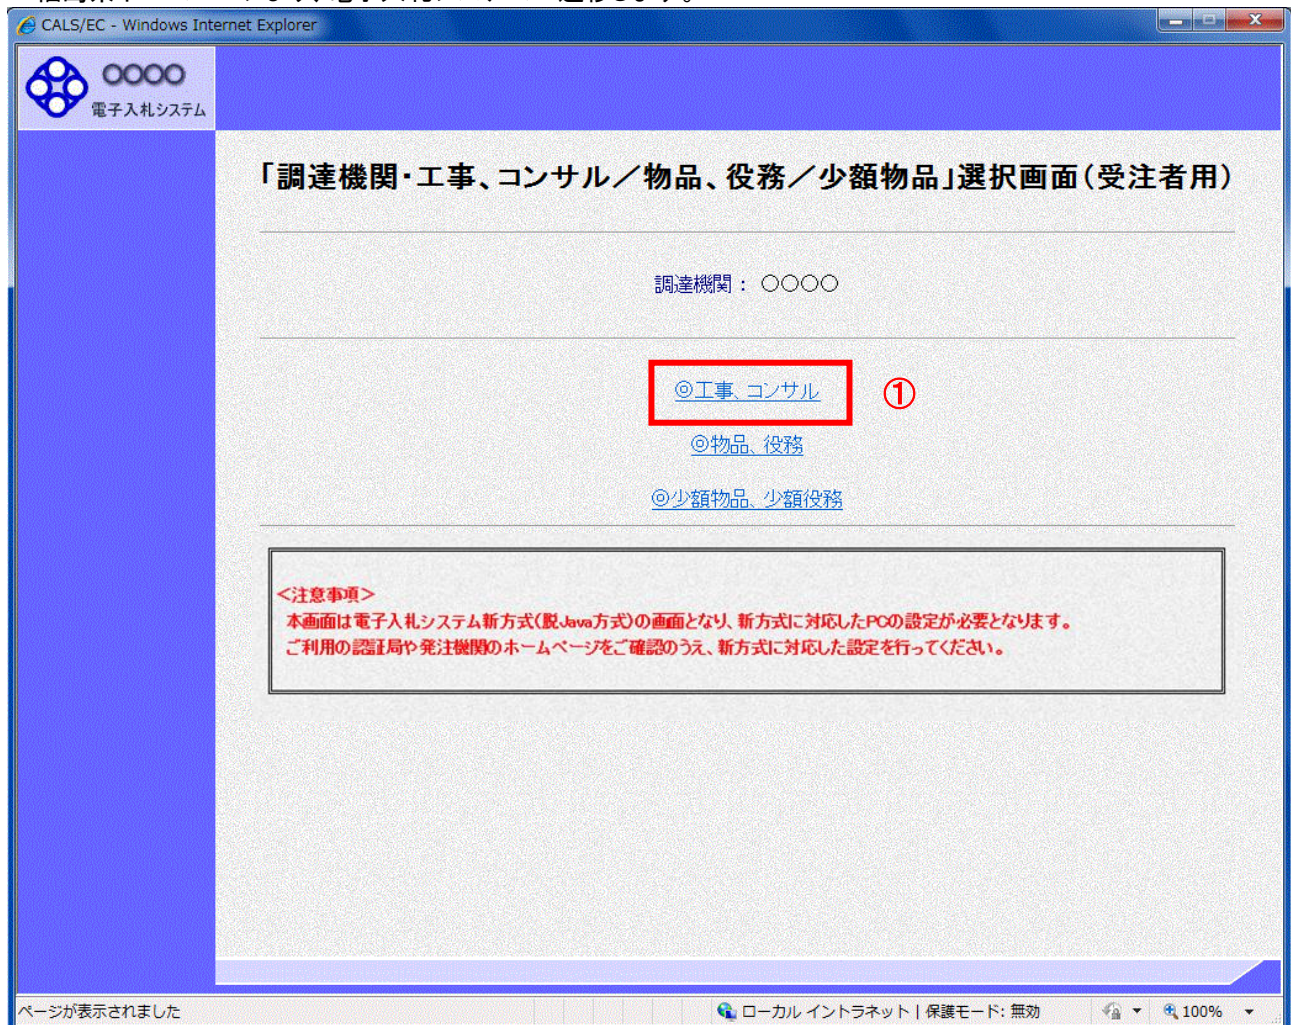 CALS/EC - Windows Internet Explorer
〇〇〇〇
電子入札システム
「調達機関・工事、コンサル／物品、役務／少額物品」選択画面（受注者用）
調達機関： 〇〇〇〇
◎工事、コンサル
①
◎物品、役務
◎少額物品、少額役務
＜注意事項＞
本画面は電子入札システム新方式(脱Java方式)の画面となり、新方式に対応したPCの設定が必要となります。
ご利用の認証局や発注機関のホームページをご確認のうえ、新方式に対応した設定を行ってください。
ページが表示されました
ローカル イントラネット | 保護モード: 無効
100%